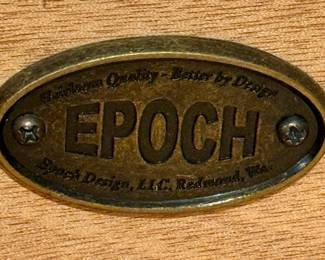 Heirloom Quality - Better by Design
EPOCH
Epoch Design, LLC, Redmond, Wa.